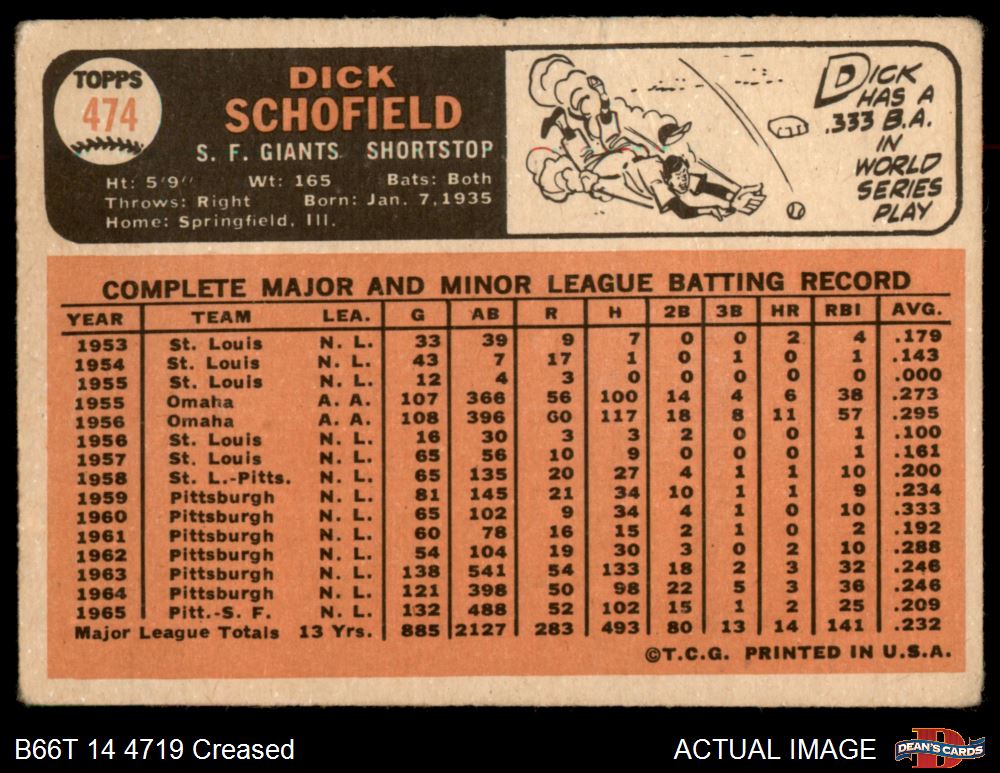 TOPPS
474
DICK
SCHOFIELD
S. F. GIANTS SHORTSTOP
Ht: 5'9" Wt: 165 Bats: Both
Throws: Right Born: Jan. 7, 1935
Home: Springfield, Ill.
DICK
HAS A
.333 B.A.
IN
WORLD
SERIES
PLAY
COMPLETE MAJOR AND MINOR LEAGUE BATTING RECORD
YEAR TEAM LEA. G AB R H 2B 3B HR RBI AVG.
1953 St. Louis N. L. 33 39 9 7 0 0 2 4 .179
1954 St. Louis N. L. 43 7 17 1 0 1 0 1 .143
1955 St. Louis N. L. 12 4 3 0 0 0 0 0 .000
1955 Omaha A. A. 107 366 56 100 14 4 6 38 .273
1956 Omaha A. A. 108 396 60 117 18 8 11 57 .295
1956 St. Louis N. L. 16 30 3 3 2 0 0 1 .100
1957 St. Louis N. L. 65 56 10 9 0 0 0 1 .161
1958 St. L.-Pitts. N. L. 65 135 20 27 4 1 1 10 .200
1959 Pittsburgh N. L. 81 145 21 34 10 1 1 9 .234
1960 Pittsburgh N. L. 65 102 9 34 4 1 0 10 .333
1961 Pittsburgh N. L. 60 78 16 15 2 1 0 2 .192
1962 Pittsburgh N. L. 54 104 19 30 3 0 2 10 .288
1963 Pittsburgh N. L. 138 541 54 133 18 2 3 32 .246
1964 Pittsburgh N. L. 121 398 50 98 22 5 3 36 .246
1965 Pitt.-S. F. N. L. 132 488 52 102 15 1 2 25 .209
Major League Totals 13 Yrs. 885 2127 283 493 80 13 14 141 .232
©T.C.G. PRINTED IN U.S.A.
B66T 14 4719 Creased ACTUAL IMAGE
D
DEAN'S CARDS